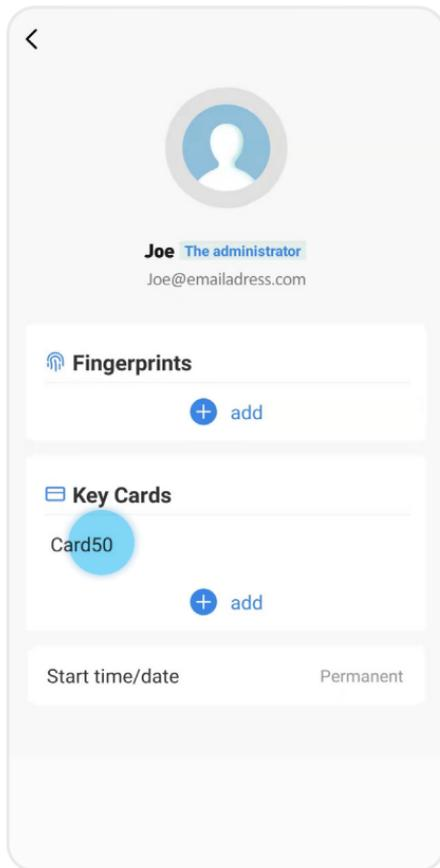 Joe The administrator
Joe@emailadress.com
Fingerprints
add
Key Cards
Card50
add
Start time/date Permanent